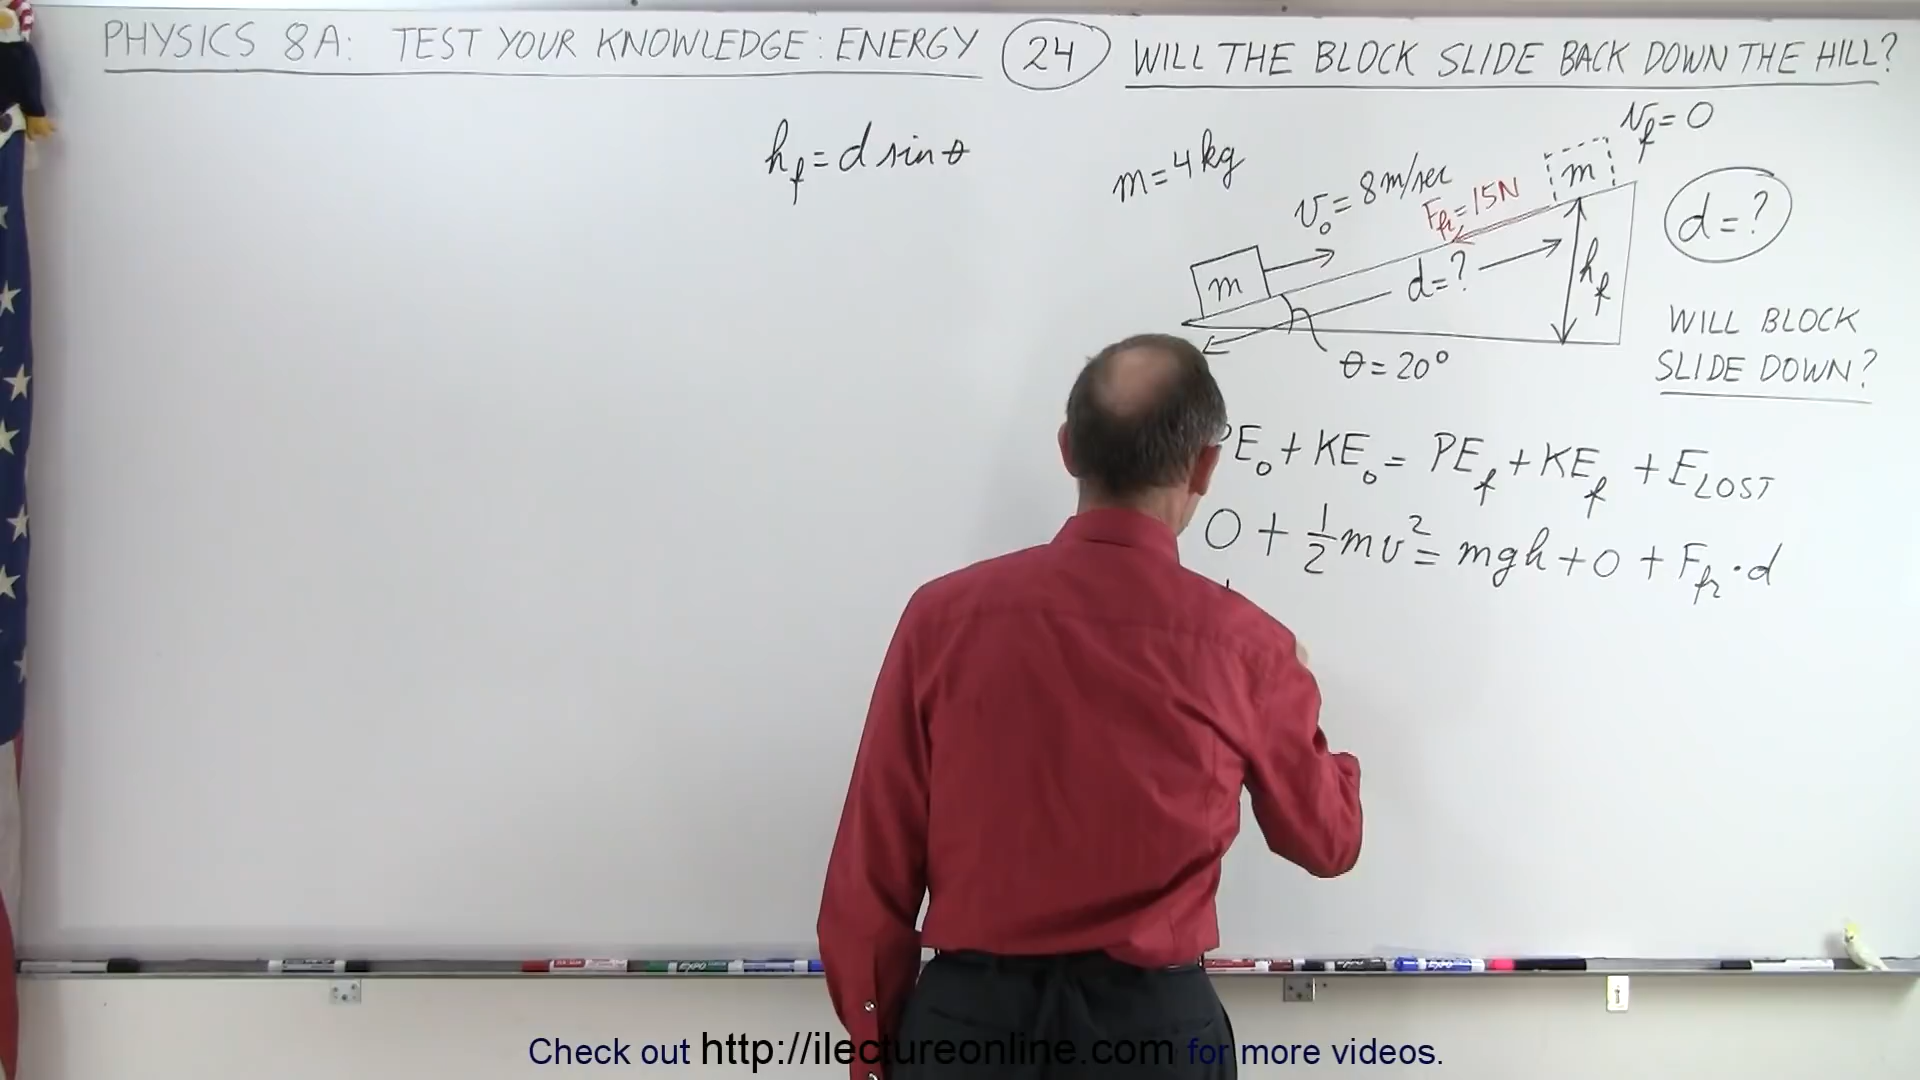 PHYSICS 8A: TEST YOUR KNOWLEDGE: ENERGY 24 WILL THE BLOCK SLIDE BACK DOWN THE HILL?
h_f = d sin θ
m = 4 kg
v_0 = 8 m/sec
F_fr = 15N
m
v_f = 0
d = ?
m
d = ?
h_f
θ = 20°
WILL BLOCK
SLIDE DOWN?
PE_0 + KE_0 = PE_f + KE_f + E_LOST
0 + 1/2 mv² = mgh + 0 + F_fr · d
EXPO
EXPO
Check out http://ilectureonline.com for more videos.